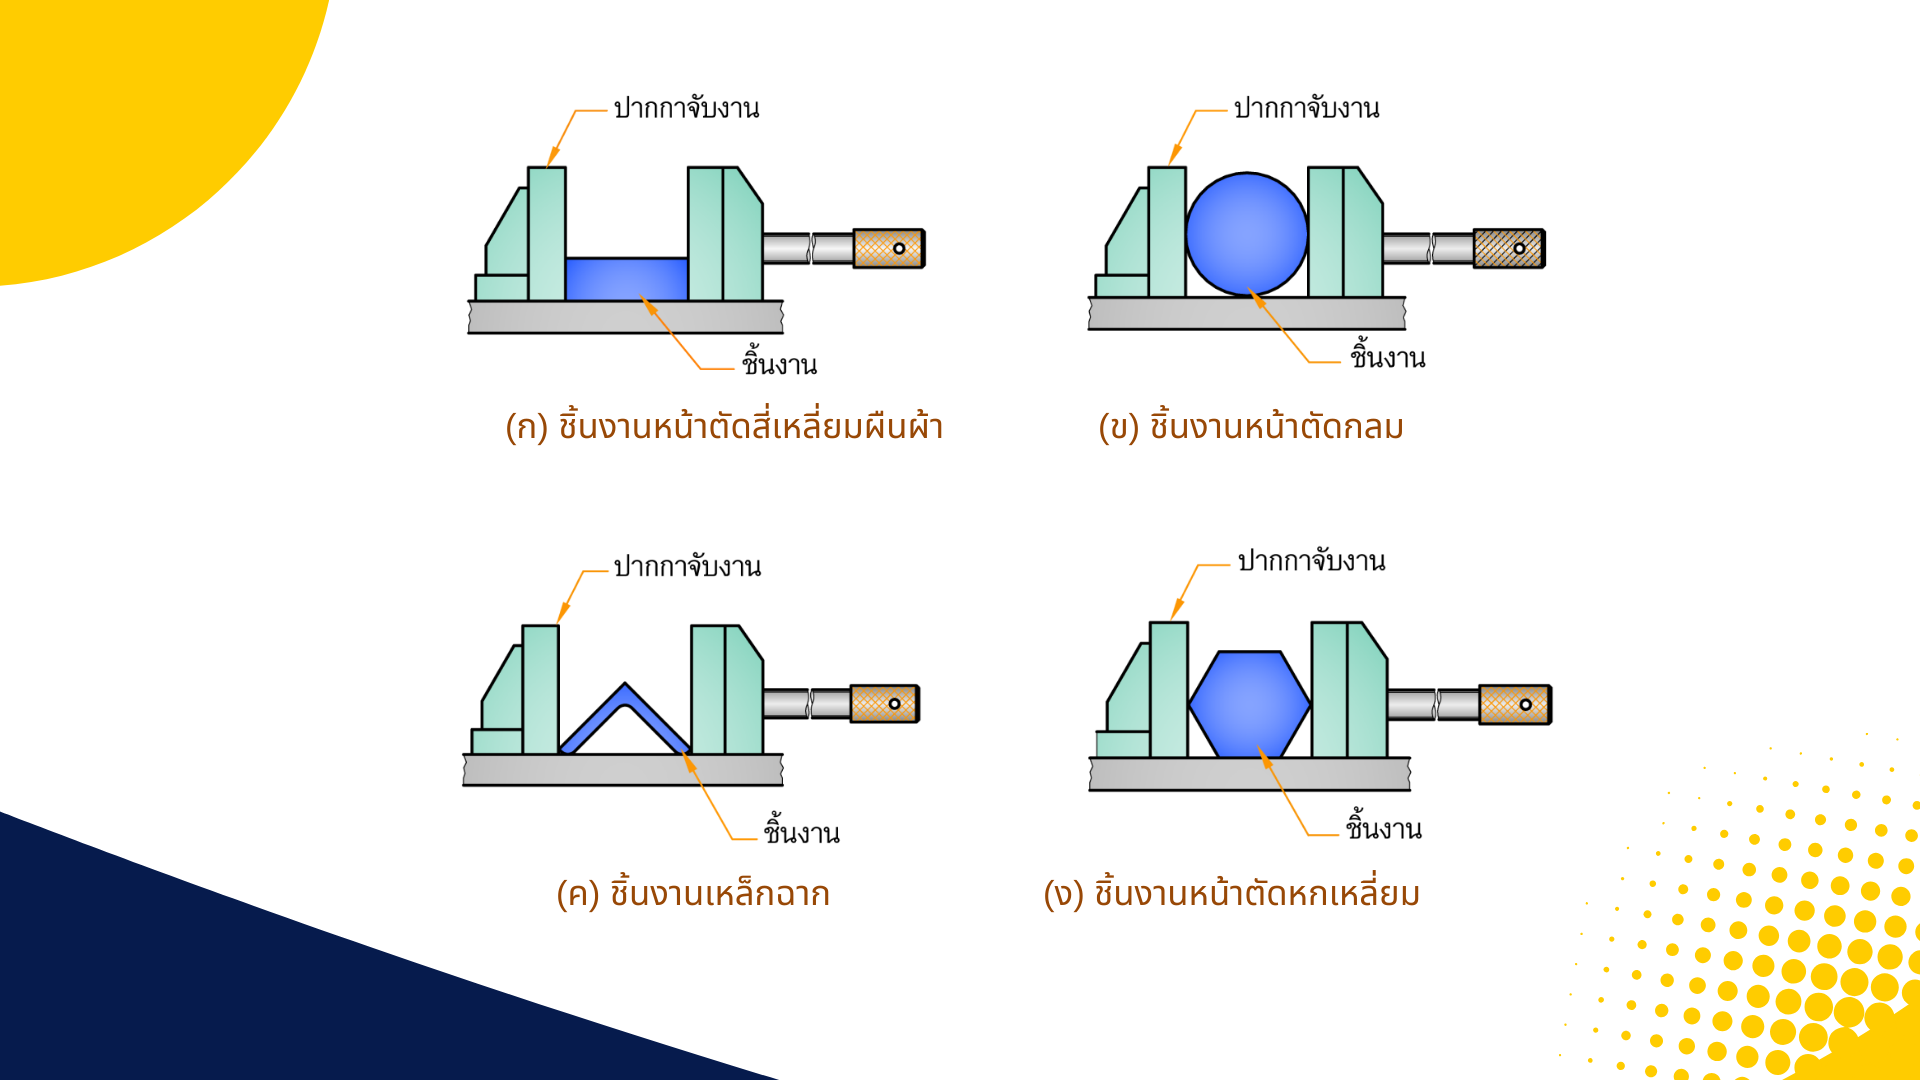 ปากกาจับงาน
ชิ้นงาน
(ก) ชิ้นงานหน้าตัดสี่เหลี่ยมผืนผ้า
ปากกาจับงาน
ชิ้นงาน
(ข) ชิ้นงานหน้าตัดกลม
ปากกาจับงาน
ชิ้นงาน
(ค) ชิ้นงานเหล็กฉาก
ปากกาจับงาน
ชิ้นงาน
(ง) ชิ้นงานหน้าตัดหกเหลี่ยม